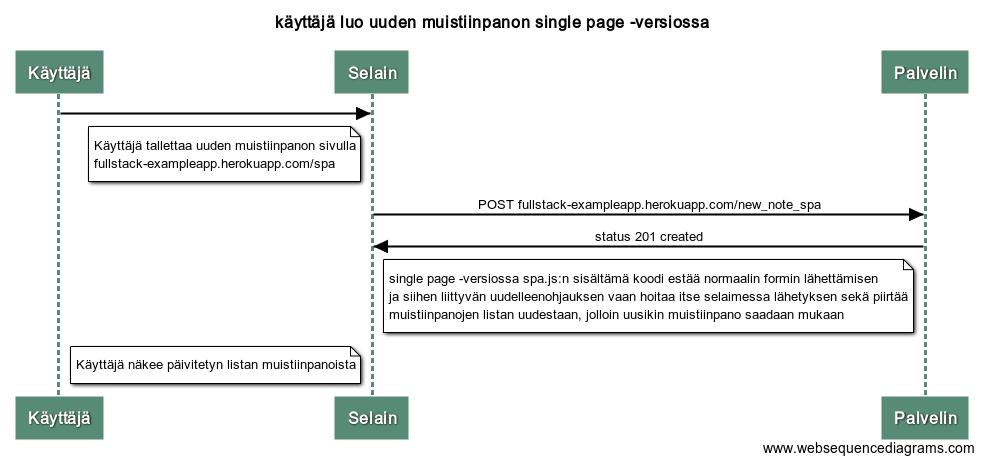 käyttäjä luo uuden muistiinpanon single page -versiossa
Käyttäjä
Selain
Palvelin
Käyttäjä tallettaa uuden muistiinpanon sivulla
fullstack-exampleapp.herokuapp.com/spa
POST fullstack-exampleapp.herokuapp.com/new_note_spa
status 201 created
single page -versiossa spa.js:n sisältämä koodi estää normaalin formin lähettämisen
ja siihen liittyvän uudelleenohjauksen vaan hoitaa itse selaimessa lähetyksen sekä piirtää
muistiinpanojen listan uudestaan, jolloin uusikin muistiinpano saadaan mukaan
Käyttäjä näkee päivitetyn listan muistiinpanoista
Käyttäjä
Selain
Palvelin
www.websequencediagrams.com